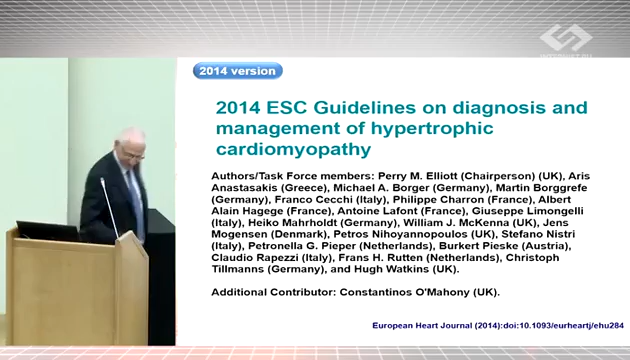 2014 version
2014 ESC Guidelines on diagnosis and
management of hypertrophic
cardiomyopathy
Authors/Task Force members: Perry M. Elliott (Chairperson) (UK), Aris
Anastasakis (Greece), Michael A. Borger (Germany), Martin Borggrefe
(Germany), Franco Cecchi (Italy), Philippe Charron (France), Albert
Alain Hagege (France), Antoine Lafont (France), Giuseppe Limongelli
(Italy), Heiko Mahrholdt (Germany), William J. McKenna (UK), Jens
Mogensen (Denmark), Petros Nihoyannopoulos (UK), Stefano Nistri
(Italy), Petronella G. Pieper (Netherlands), Burkert Pieske (Austria),
Claudio Rapezzi (Italy), Frans H. Rutten (Netherlands), Christoph
Tillmanns (Germany), and Hugh Watkins (UK).
Additional Contributor: Constantinos O'Mahony (UK).
European Heart Journal (2014):doi:10.1093/eurheartj/ehu284